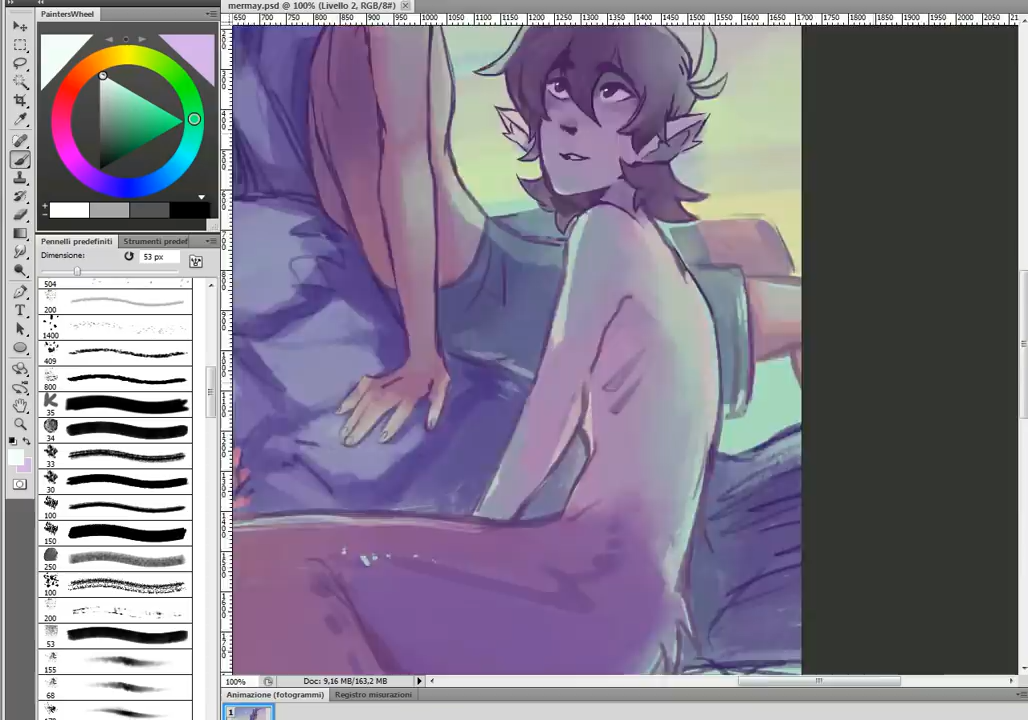 mermay.psd @ 100% (Livello 2, RGB/8#)
PaintersWheel
650 700 750 800 850 900 950 1000 1050 1100 1150 1200 1250 1300 1350 1400 1450 1500 1550 1600 1650 1700 1750 1800 1850 1900 1950 2000
Pennelli predefiniti Strumenti predef
Dimensione: 53 px
504
200
1400
409
800
35
34
33
30
100
150
250
100
200
53
155
68
100% Doc: 9,16 MB/163,2 MB
Animazione (fotogrammi) Registro misurazioni
1